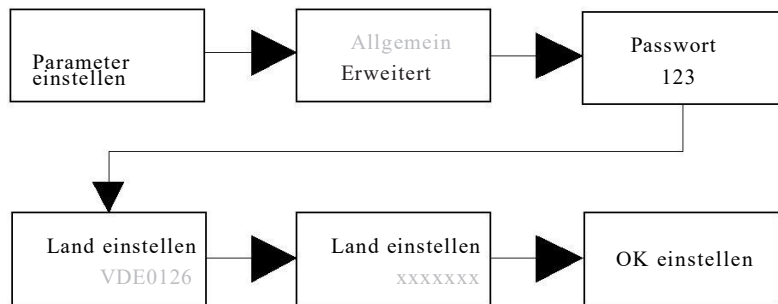 Parameter
einstellen
Allgemein
Erweitert
Passwort
123
Land einstellen
VDE0126
Land einstellen
xxxxxxx
OK einstellen